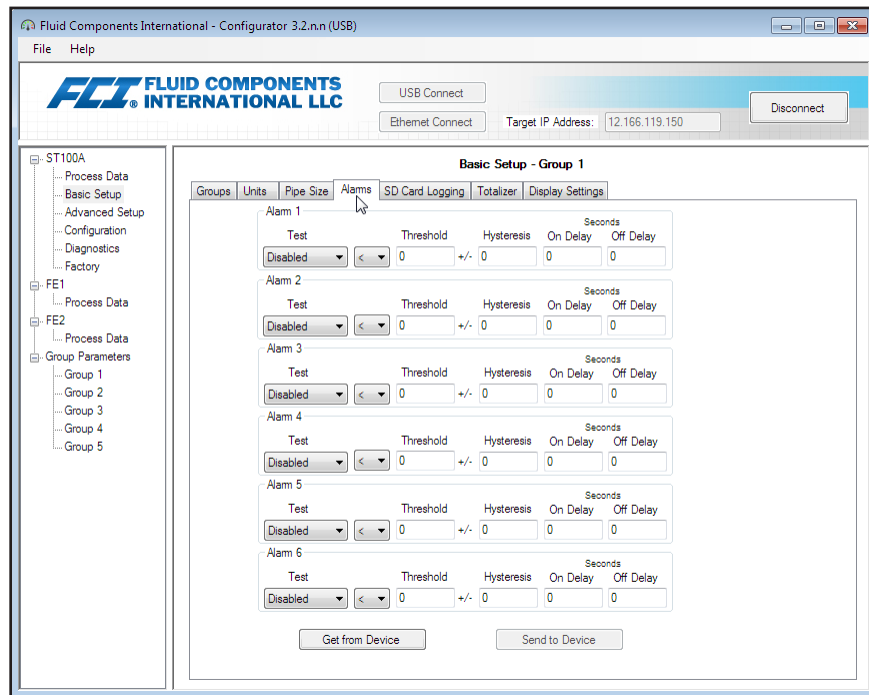 Fluid Components International - Configurator 3.2.n.n (USB)
File Help
FCI® FLUID COMPONENTS
INTERNATIONAL LLC
USB Connect
Ethernet Connect Target IP Address: 12.166.119.150
Disconnect
ST100A
Process Data
Basic Setup
Advanced Setup
Configuration
Diagnostics
Factory
FE1
Process Data
FE2
Process Data
Group Parameters
Group 1
Group 2
Group 3
Group 4
Group 5
Basic Setup - Group 1
Groups Units Pipe Size Alarms SD Card Logging Totalizer Display Settings
Alarm 1
Seconds
Test Threshold Hysteresis On Delay Off Delay
Disabled < 0 +/- 0 0 0
Alarm 2
Seconds
Test Threshold Hysteresis On Delay Off Delay
Disabled < 0 +/- 0 0 0
Alarm 3
Seconds
Test Threshold Hysteresis On Delay Off Delay
Disabled < 0 +/- 0 0 0
Alarm 4
Seconds
Test Threshold Hysteresis On Delay Off Delay
Disabled < 0 +/- 0 0 0
Alarm 5
Seconds
Test Threshold Hysteresis On Delay Off Delay
Disabled < 0 +/- 0 0 0
Alarm 6
Seconds
Test Threshold Hysteresis On Delay Off Delay
Disabled < 0 +/- 0 0 0
Get from Device Send to Device